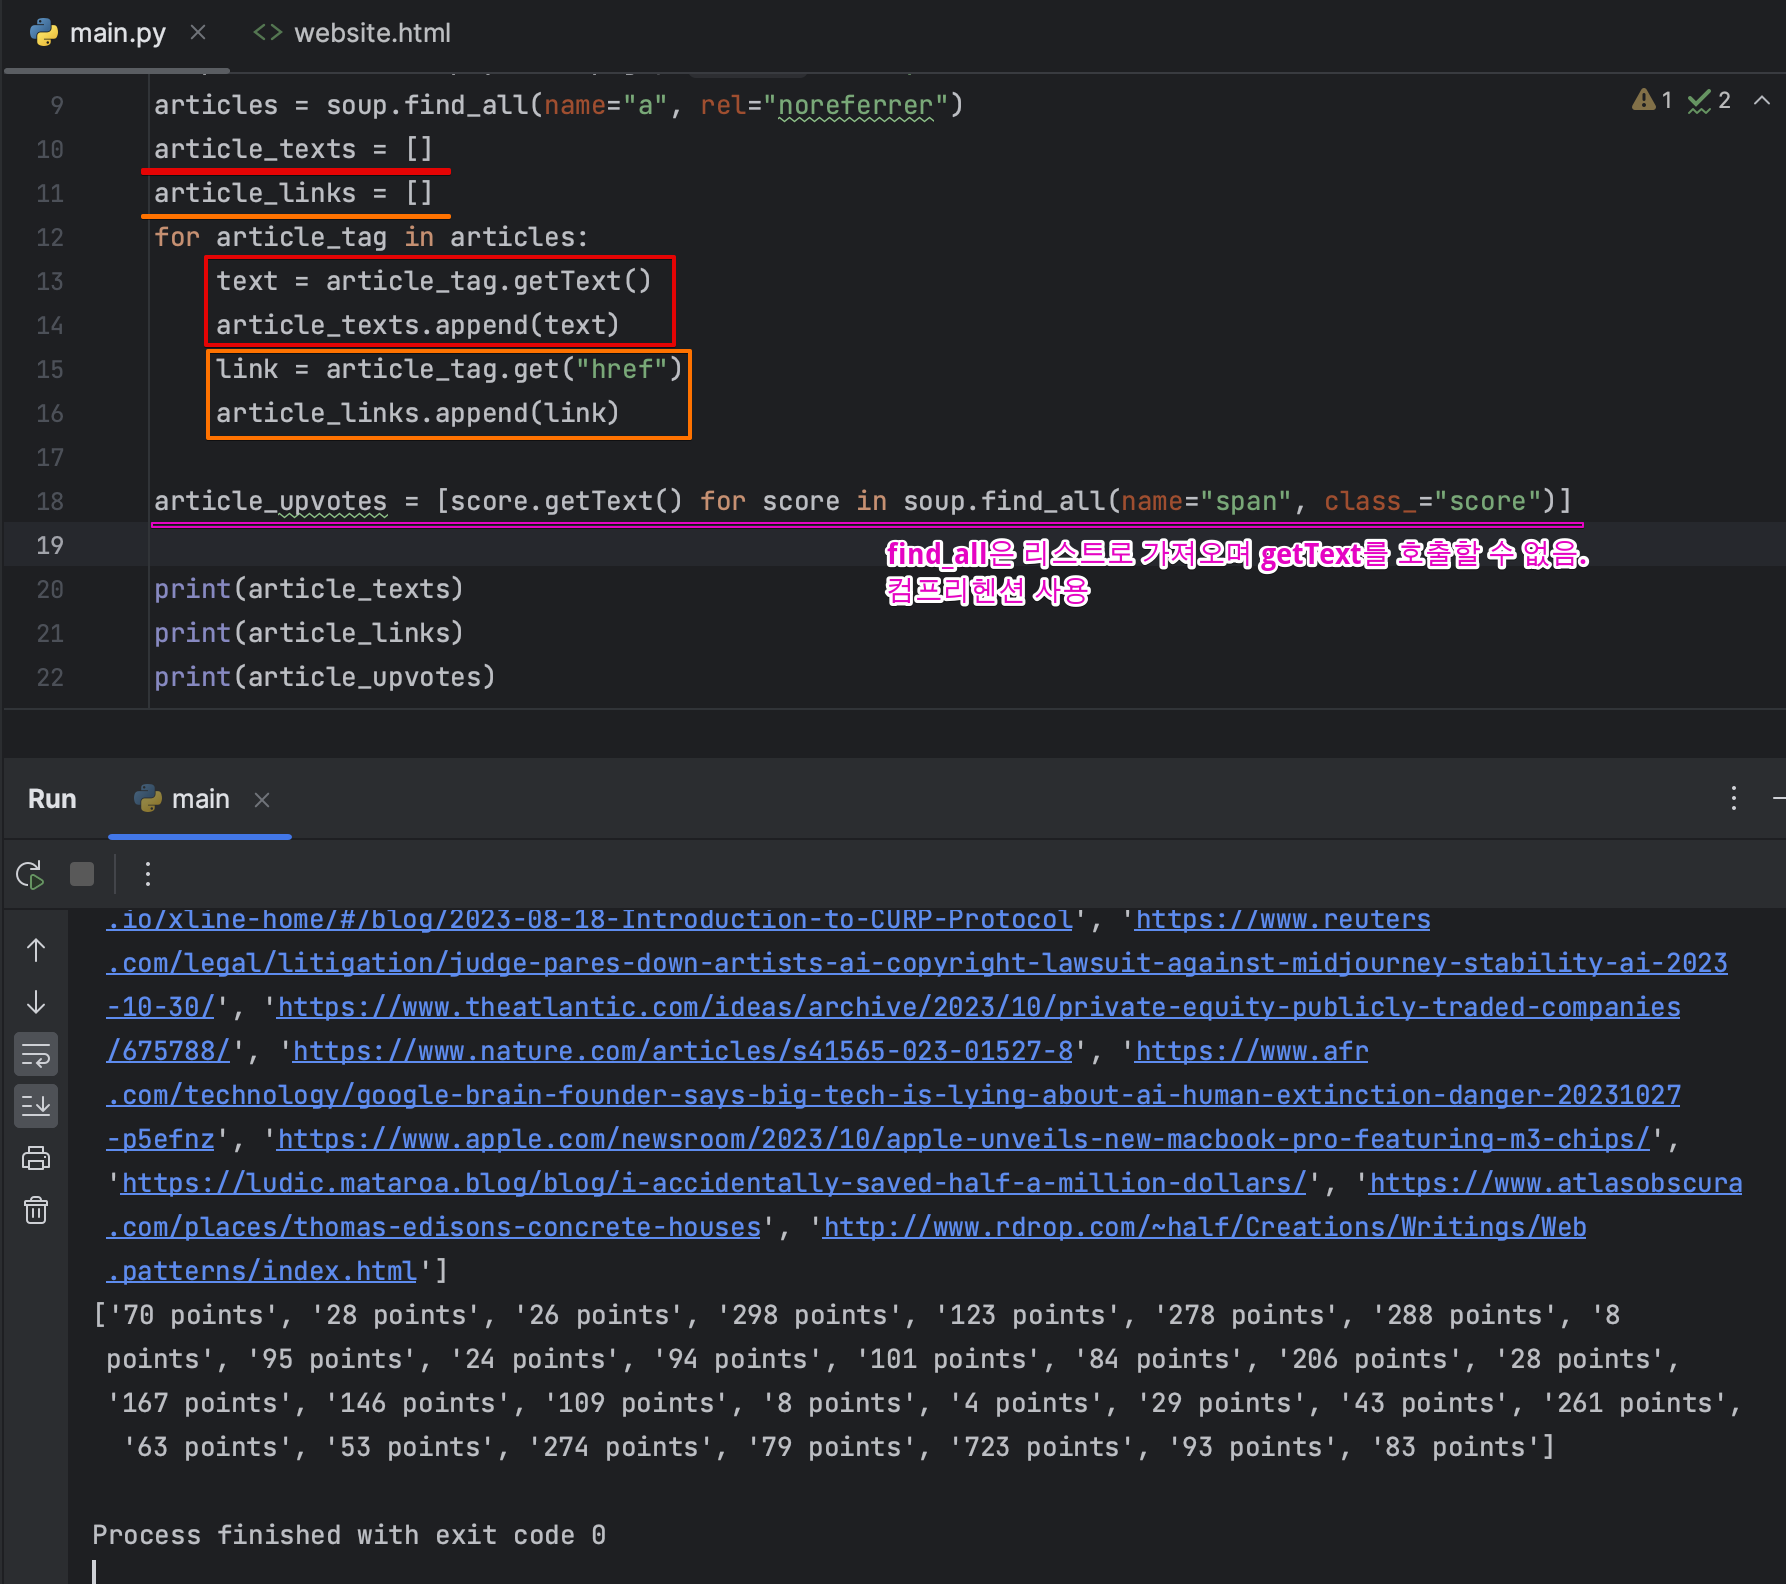 main.py
website.html
9 articles = soup.find_all(name="a", rel="noreferrer")
1 2
10 article_texts = []
11 article_links = []
12 for article_tag in articles:
13 text = article_tag.getText()
14 article_texts.append(text)
15 link = article_tag.get("href")
16 article_links.append(link)
17
18 article_upvotes = [score.getText() for score in soup.find_all(name="span", class_="score")]
19
find_all은 리스트로 가져오며 getText를 호출할 수 없음.
컴프리헨션 사용
20 print(article_texts)
21 print(article_links)
22 print(article_upvotes)
Run main
.io/xline-home/#/blog/2023-08-18-Introduction-to-CURP-Protocol', 'https://www.reuters
.com/legal/litigation/judge-pares-down-artists-ai-copyright-lawsuit-against-midjourney-stability-ai-2023
-10-30/', 'https://www.theatlantic.com/ideas/archive/2023/10/private-equity-publicly-traded-companies
/675788/', 'https://www.nature.com/articles/s41565-023-01527-8', 'https://www.afr
.com/technology/google-brain-founder-says-big-tech-is-lying-about-ai-human-extinction-danger-20231027
-p5efnz', 'https://www.apple.com/newsroom/2023/10/apple-unveils-new-macbook-pro-featuring-m3-chips/',
'https://ludic.mataroa.blog/blog/i-accidentally-saved-half-a-million-dollars/', 'https://www.atlasobscura
.com/places/thomas-edisons-concrete-houses', 'http://www.rdrop.com/~half/Creations/Writings/Web
.patterns/index.html']
['70 points', '28 points', '26 points', '298 points', '123 points', '278 points', '288 points', '8
points', '95 points', '24 points', '94 points', '101 points', '84 points', '206 points', '28 points',
'167 points', '146 points', '109 points', '8 points', '4 points', '29 points', '43 points', '261 points',
'63 points', '53 points', '274 points', '79 points', '723 points', '93 points', '83 points']
Process finished with exit code 0